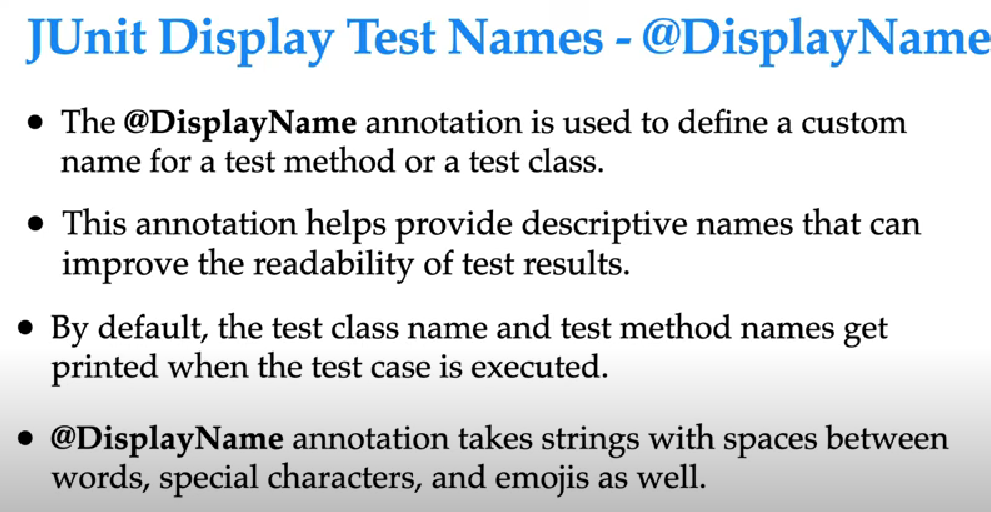 JUnit Display Test Names - @DisplayName
• The @DisplayName annotation is used to define a custom
name for a test method or a test class.
• This annotation helps provide descriptive names that can
improve the readability of test results.
• By default, the test class name and test method names get
printed when the test case is executed.
• @DisplayName annotation takes strings with spaces between
words, special characters, and emojis as well.